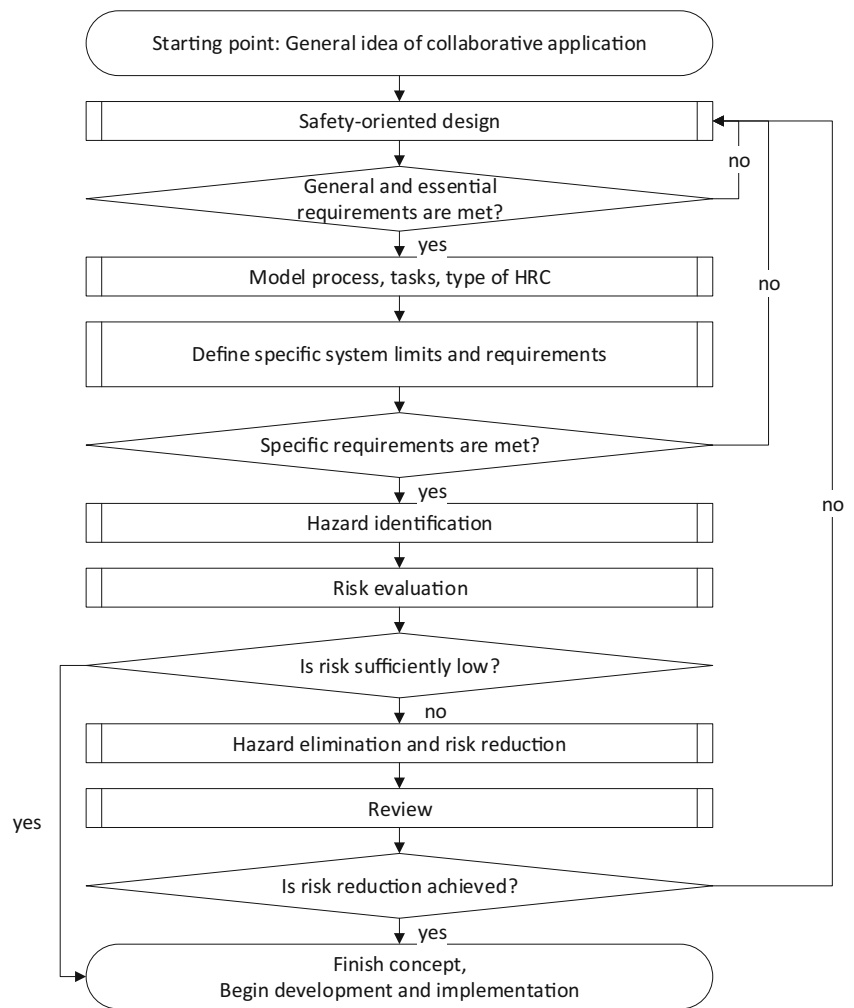 Starting point: General idea of collaborative application
Safety-oriented design
no
General and essential
requirements are met?
yes
Model process, tasks, type of HRC
no
Define specific system limits and requirements
Specific requirements are met?
yes
no
Hazard identification
Risk evaluation
Is risk sufficiently low?
no
Hazard elimination and risk reduction
Review
yes
Is risk reduction achieved?
yes
Finish concept,
Begin development and implementation